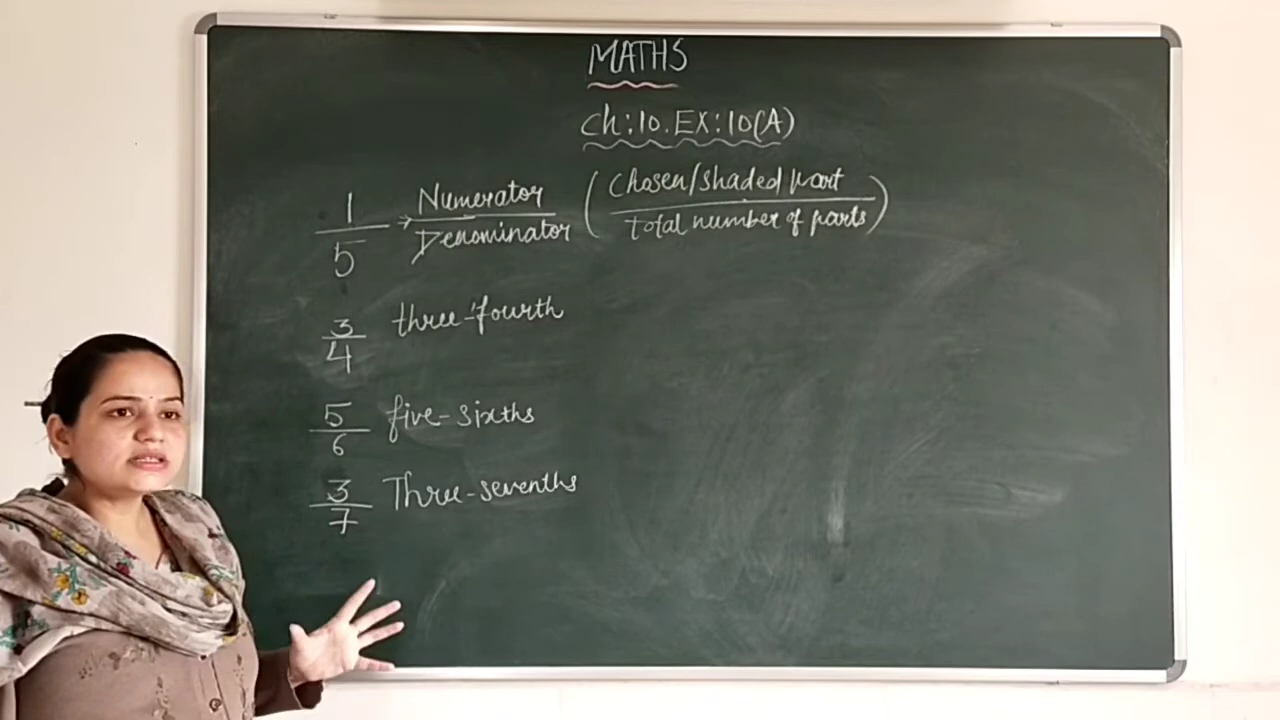 MATHS
Ch:10. EX:10(A)
1/5 → Numerator/Denominator (Chosen/shaded part / Total number of parts)
3/4 three-fourth
5/6 five-sixths
3/7 Three-sevenths